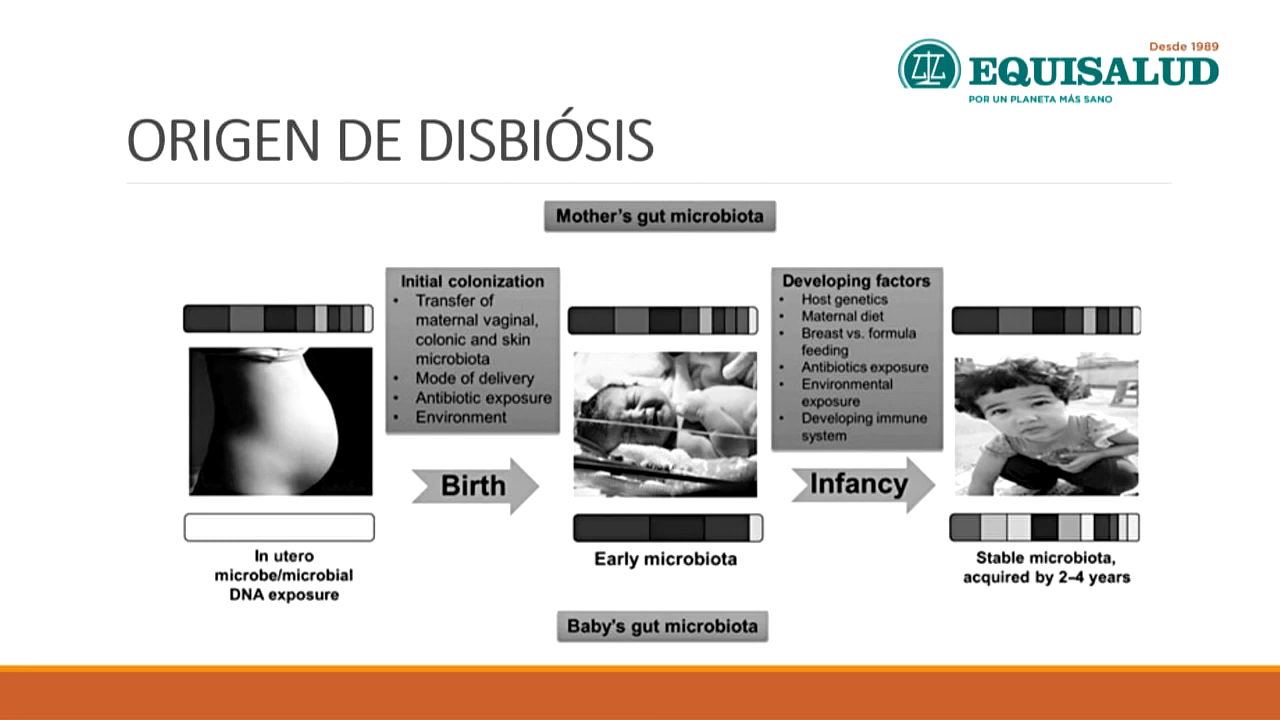 Desde 1989
EQUISALUD
POR UN PLANETA MÁS SANO
ORIGEN DE DISBIÓSIS
Mother's gut microbiota
Initial colonization
• Transfer of
maternal vaginal,
colonic and skin
microbiota
• Mode of delivery
• Antibiotic exposure
• Environment
Birth
Developing factors
• Host genetics
• Maternal diet
• Breast vs. formula
feeding
• Antibiotics exposure
• Environmental
exposure
• Developing immune
system
Infancy
In utero
microbe/microbial
DNA exposure
Early microbiota
Stable microbiota,
acquired by 2–4 years
Baby's gut microbiota